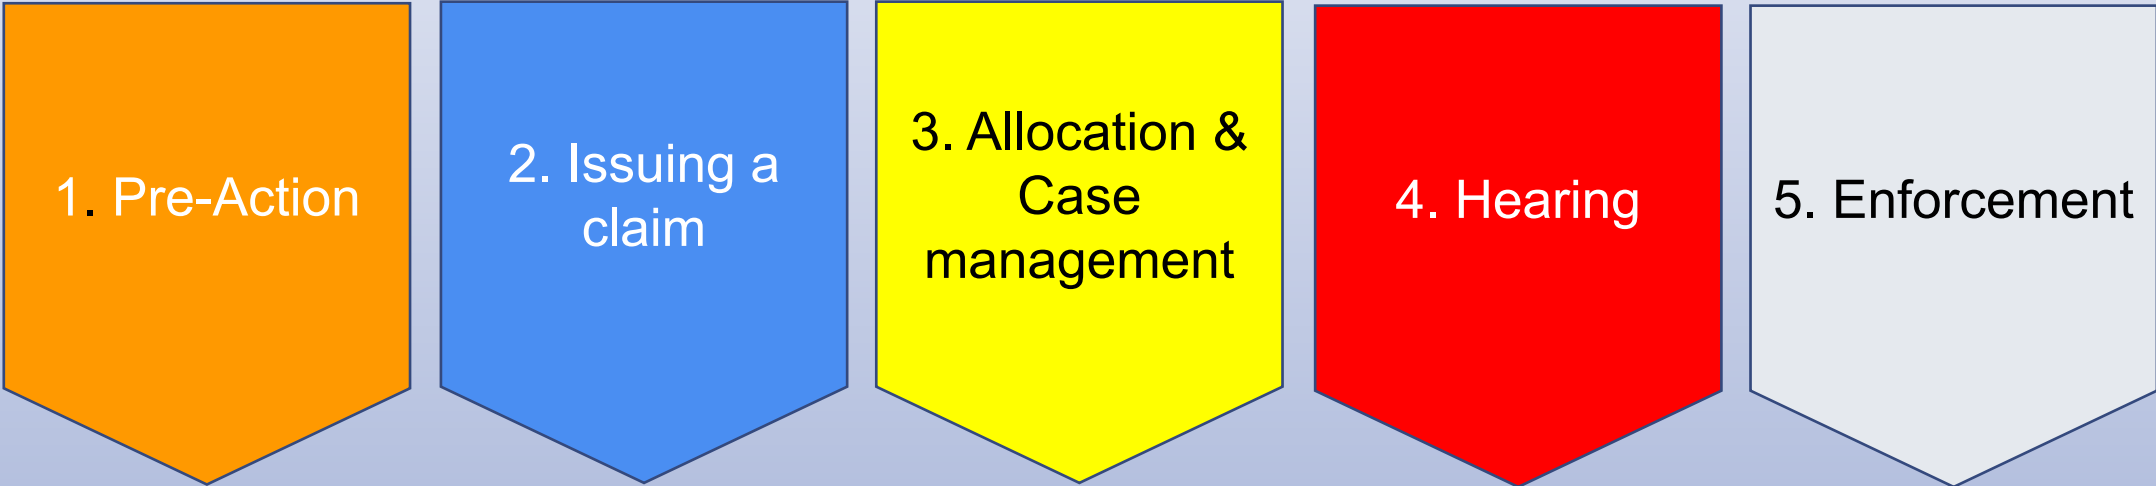 1. Pre-Action
2. Issuing a
claim
3. Allocation &
Case
management
4. Hearing
5. Enforcement